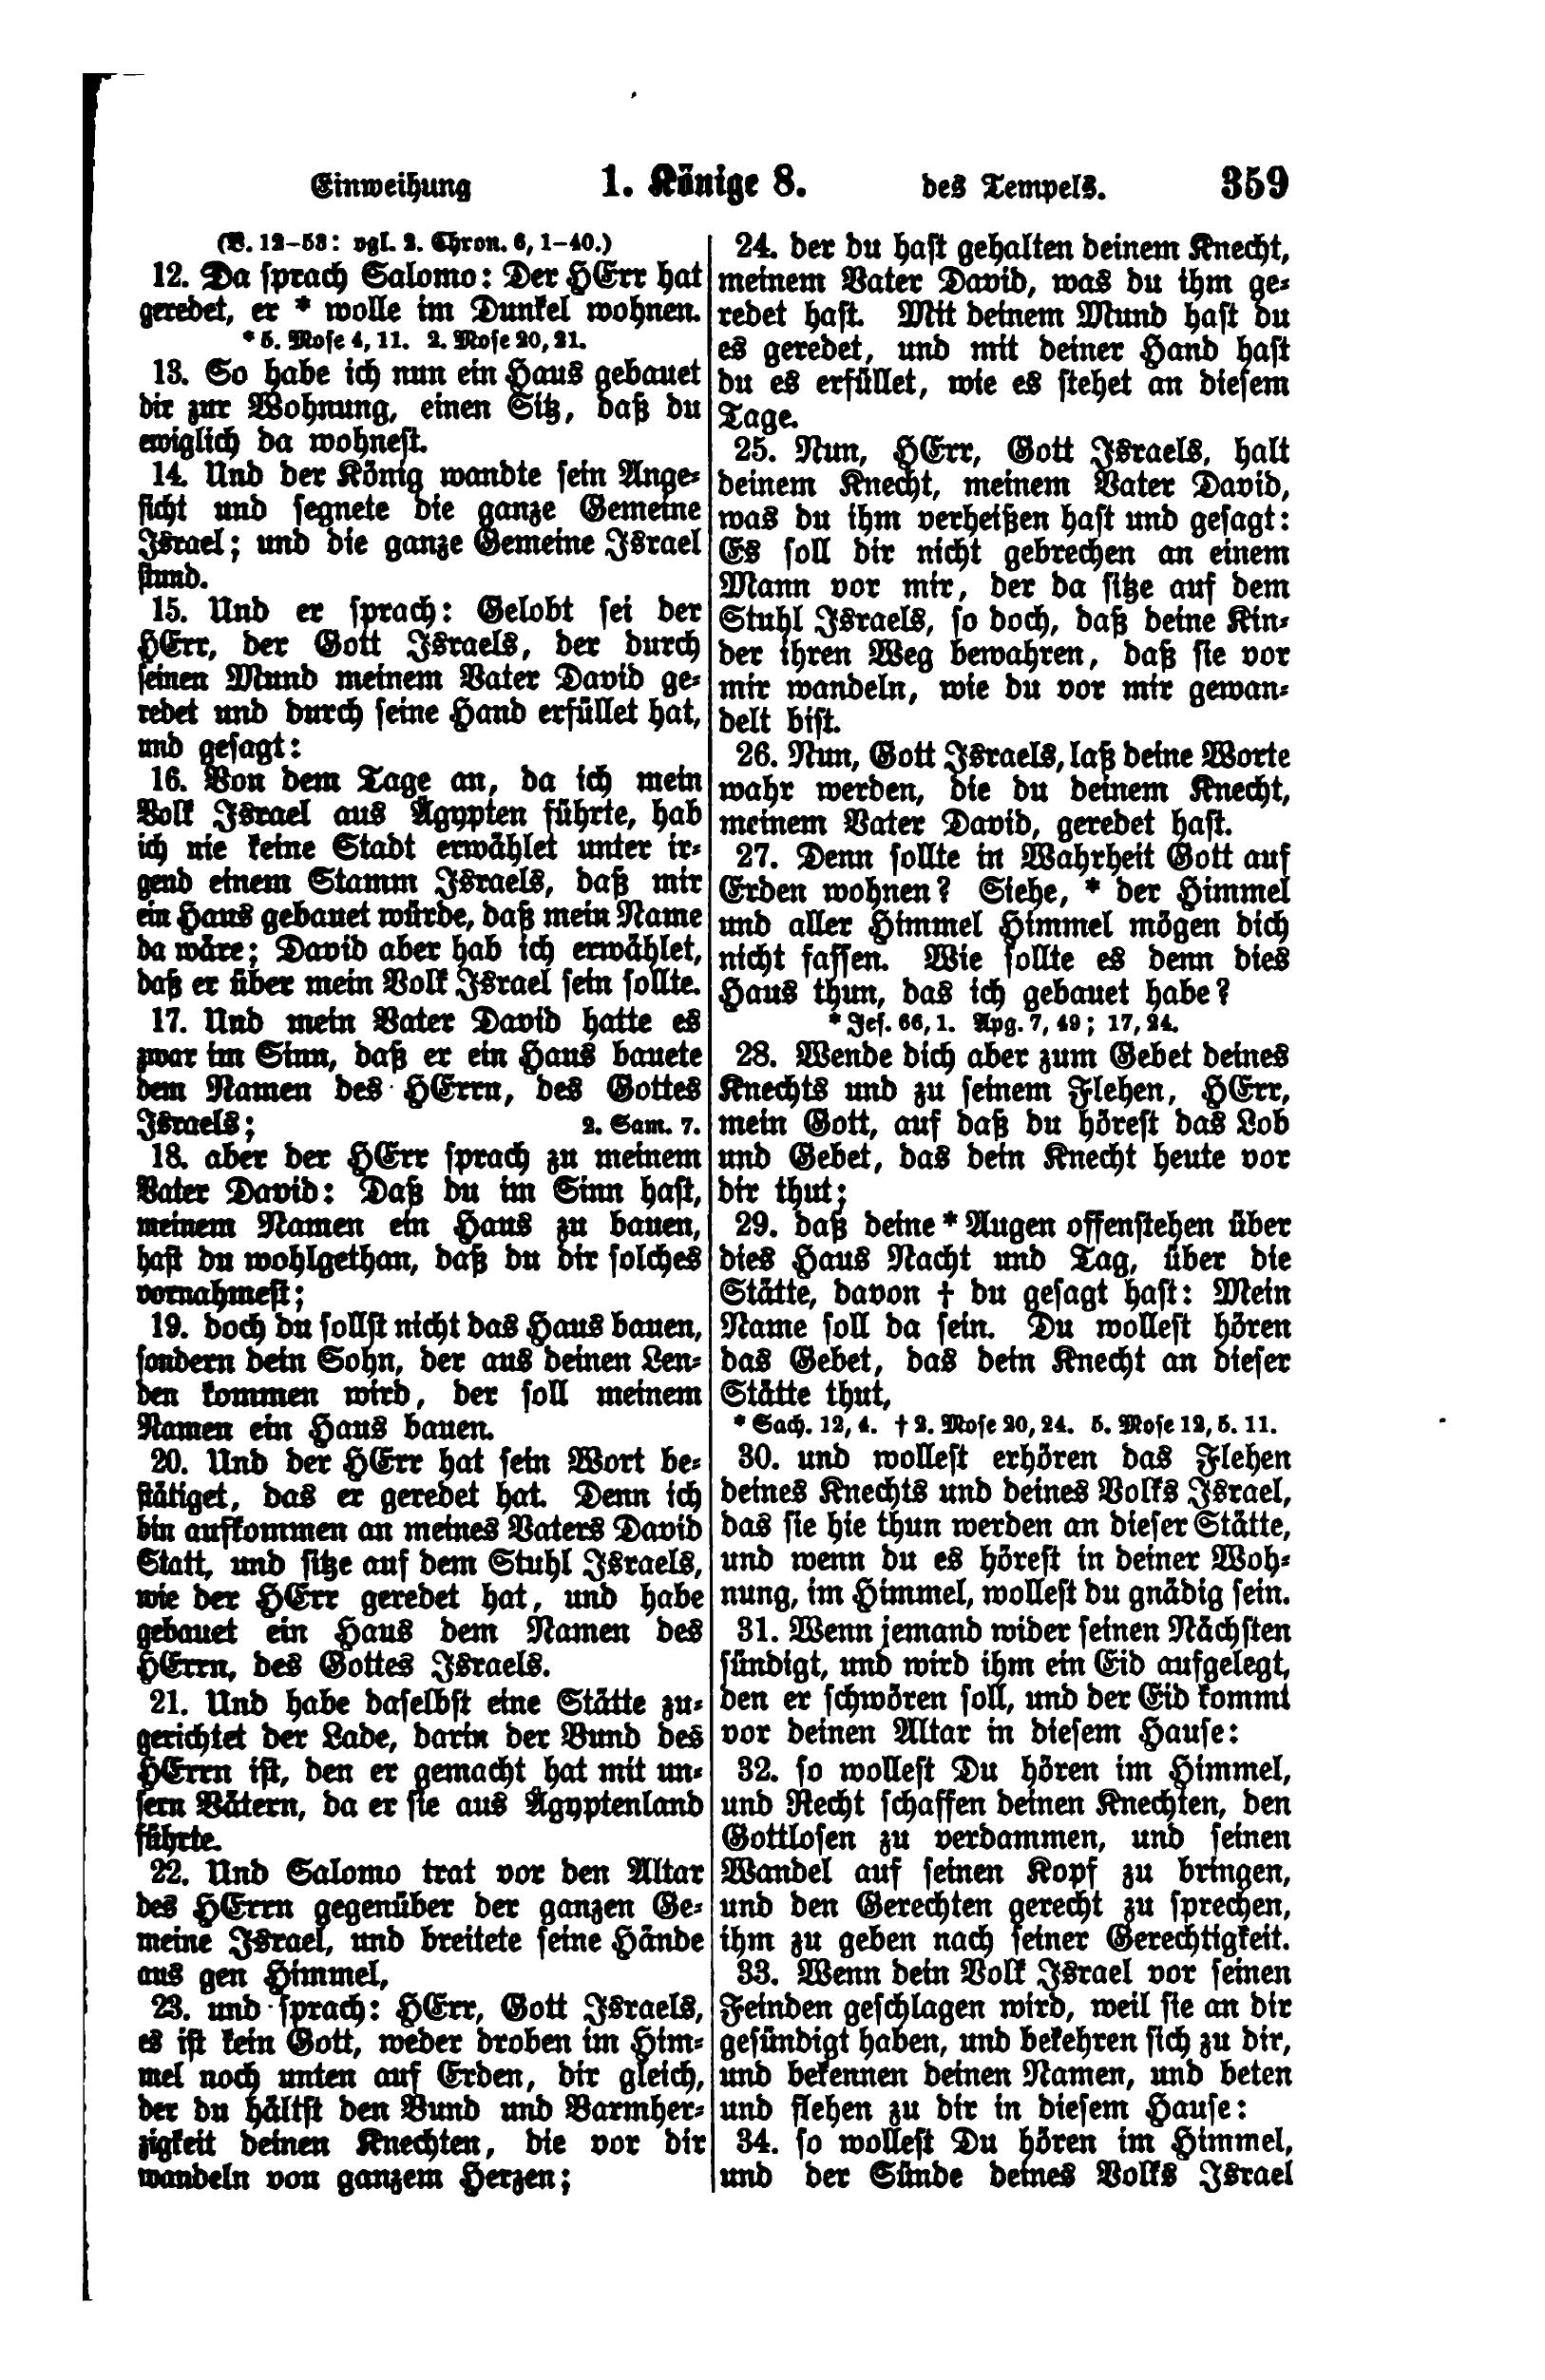 Einweihung 1. Könige 8. des Tempels. 359
(V. 12–53: vgl. 2. Chron. 6, 1–40.)
12. Da ſprach Salomo: Der HErr hat
geredet, er * wolle im Dunkel wohnen.
* 5. Moſe 4, 11. 2. Moſe 20, 21.
13. So habe ich nun ein Haus gebauet
dir zur Wohnung, einen Sitz, daß du
ewiglich da wohneſt.
14. Und der König wandte ſein Ange-
ſicht und ſegnete die ganze Gemeine
Israel; und die ganze Gemeine Israel
ſtund.
15. Und er ſprach: Gelobt ſei der
HErr, der Gott Israels, der durch
ſeinen Mund meinem Vater David ge-
redet und durch ſeine Hand erfüllet hat,
und geſagt:
16. Von dem Tage an, da ich mein
Volk Israel aus Ägypten führte, hab
ich nie keine Stadt erwählet unter ir-
gend einem Stamm Israels, daß mir
ein Haus gebauet würde, daß mein Name
da wäre; David aber hab ich erwählet,
daß er über mein Volk Israel ſein ſollte.
17. Und mein Vater David hatte es
zwar im Sinn, daß er ein Haus bauete
dem Namen des HErrn, des Gottes
Israels; 2. Sam. 7.
18. aber der HErr ſprach zu meinem
Vater David: Daß du im Sinn haſt,
meinem Namen ein Haus zu bauen,
haſt du wohlgethan, daß du dir ſolches
vornahmeſt;
19. doch du ſollſt nicht das Haus bauen,
ſondern dein Sohn, der aus deinen Len-
den kommen wird, der ſoll meinem
Namen ein Haus bauen.
20. Und der HErr hat ſein Wort be-
ſtätiget, das er geredet hat. Denn ich
bin aufkommen an meines Vaters David
Statt, und ſitze auf dem Stuhl Israels,
wie der HErr geredet hat, und habe
gebauet ein Haus dem Namen des
HErrn, des Gottes Israels.
21. Und habe daſelbſt eine Stätte zu-
gerichtet der Lade, darin der Bund des
HErrn iſt, den er gemacht hat mit un-
ſern Vätern, da er ſie aus Ägyptenland
führte.
22. Und Salomo trat vor den Altar
des HErrn gegenüber der ganzen Ge-
meine Israel, und breitete ſeine Hände
aus gen Himmel,
23. und ſprach: HErr, Gott Israels,
es iſt kein Gott, weder droben im Him-
mel noch unten auf Erden, dir gleich,
der du hältſt den Bund und Barmher-
zigkeit deinen Knechten, die vor dir
wandeln von ganzem Herzen;
24. der du haſt gehalten deinem Knecht,
meinem Vater David, was du ihm ge-
redet haſt. Mit deinem Mund haſt du
es geredet, und mit deiner Hand haſt
du es erfüllet, wie es ſtehet an dieſem
Tage.
25. Nun, HErr, Gott Israels, halt
deinem Knecht, meinem Vater David,
was du ihm verheißen haſt und geſagt:
Es ſoll dir nicht gebrechen an einem
Mann vor mir, der da ſitze auf dem
Stuhl Israels, ſo doch, daß deine Kin-
der ihren Weg bewahren, daß ſie vor
mir wandeln, wie du vor mir gewan-
delt biſt.
26. Nun, Gott Israels, laß deine Worte
wahr werden, die du deinem Knecht,
meinem Vater David, geredet haſt.
27. Denn ſollte in Wahrheit Gott auf
Erden wohnen? Siehe, * der Himmel
und aller Himmel Himmel mögen dich
nicht faſſen. Wie ſollte es denn dies
Haus thun, das ich gebauet habe?
* Jeſ. 66, 1. Apg. 7, 49; 17, 24.
28. Wende dich aber zum Gebet deines
Knechts und zu ſeinem Flehen, HErr,
mein Gott, auf daß du höreſt das Lob
und Gebet, das dein Knecht heute vor
dir thut;
29. daß deine * Augen offenſtehen über
dies Haus Nacht und Tag, über die
Stätte, davon † du geſagt haſt: Mein
Name ſoll da ſein. Du wolleſt hören
das Gebet, das dein Knecht an dieſer
Stätte thut,
* Sach. 12, 4. † 2. Moſe 20, 24. 5. Moſe 12, 5. 11.
30. und wolleſt erhören das Flehen
deines Knechts und deines Volks Israel,
das ſie hie thun werden an dieſer Stätte,
und wenn du es höreſt in deiner Woh-
nung, im Himmel, wolleſt du gnädig ſein.
31. Wenn jemand wider ſeinen Nächſten
ſündigt, und wird ihm ein Eid aufgelegt,
den er ſchwören ſoll, und der Eid kommt
vor deinen Altar in dieſem Hauſe:
32. ſo wolleſt Du hören im Himmel,
und Recht ſchaffen deinen Knechten, den
Gottloſen zu verdammen, und ſeinen
Wandel auf ſeinen Kopf zu bringen,
und den Gerechten gerecht zu ſprechen,
ihm zu geben nach ſeiner Gerechtigkeit.
33. Wenn dein Volk Israel vor ſeinen
Feinden geſchlagen wird, weil ſie an dir
geſündigt haben, und bekehren ſich zu dir,
und bekennen deinen Namen, und beten
und flehen zu dir in dieſem Hauſe:
34. ſo wolleſt Du hören im Himmel,
und der Sünde deines Volks Israel